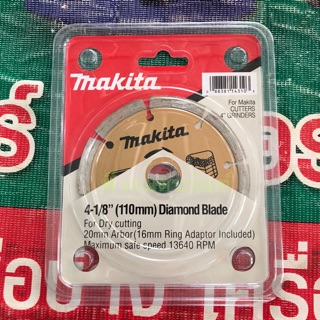 makita
For Makita
CUTTERS
4" GRINDERS
makita
4-1/8" (110mm) Diamond Blade
For Dry cutting
20mm Arbor(16mm Ring Adaptor Included)
Maximum safe speed 13640 RPM